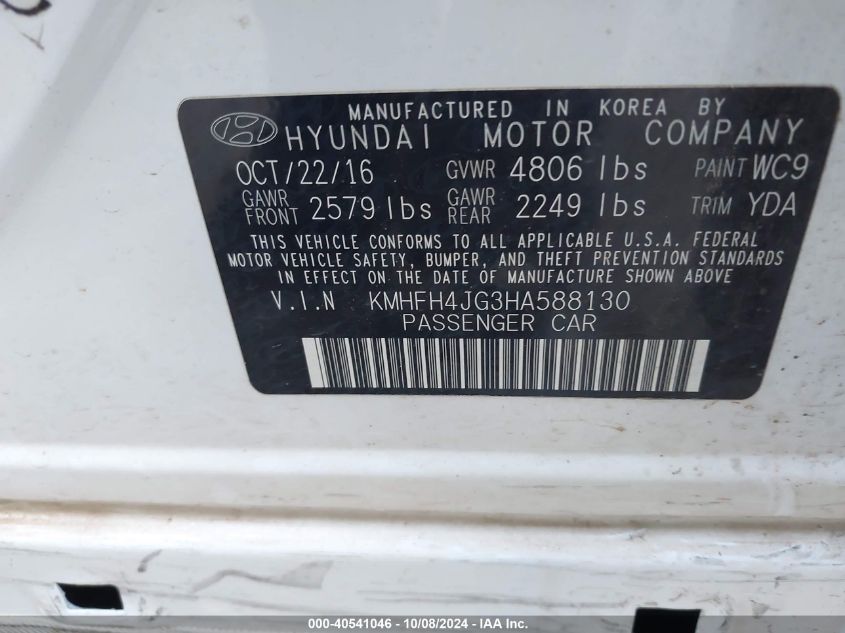 MANUFACTURED IN KOREA BY
HYUNDAI MOTOR COMPANY
OCT/22/16 GVWR 4806 lbs PAINT WC9
GAWR FRONT 2579 lbs GAWR REAR 2249 lbs TRIM YDA
THIS VEHICLE CONFORMS TO ALL APPLICABLE U.S.A. FEDERAL
MOTOR VEHICLE SAFETY, BUMPER, AND THEFT PREVENTION STANDARDS
IN EFFECT ON THE DATE OF MANUFACTURE SHOWN ABOVE
V.I.N KMHFH4JG3HA588130
PASSENGER CAR
000-40541046 - 10/08/2024 - IAA Inc.